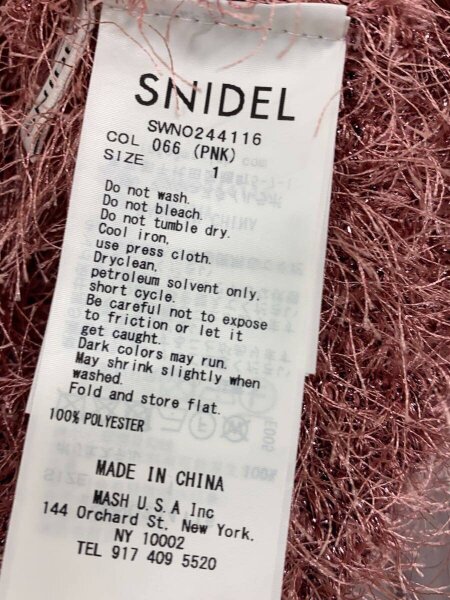 SNIDEL
SWNO244116
COL 066 (PNK)
SIZE 1
Do not wash.
Do not bleach.
Do not tumble dry.
Cool iron,
use press cloth.
Dryclean,
petroleum solvent only.
short cycle.
Be careful not to expose
to friction or let it
get caught.
Dark colors may run.
May shrink slightly when
washed.
Fold and store flat.
100% POLYESTER
MADE IN CHINA
MASH U.S.A Inc
144 Orchard St. New York.
NY 10002
TEL 917 409 5520